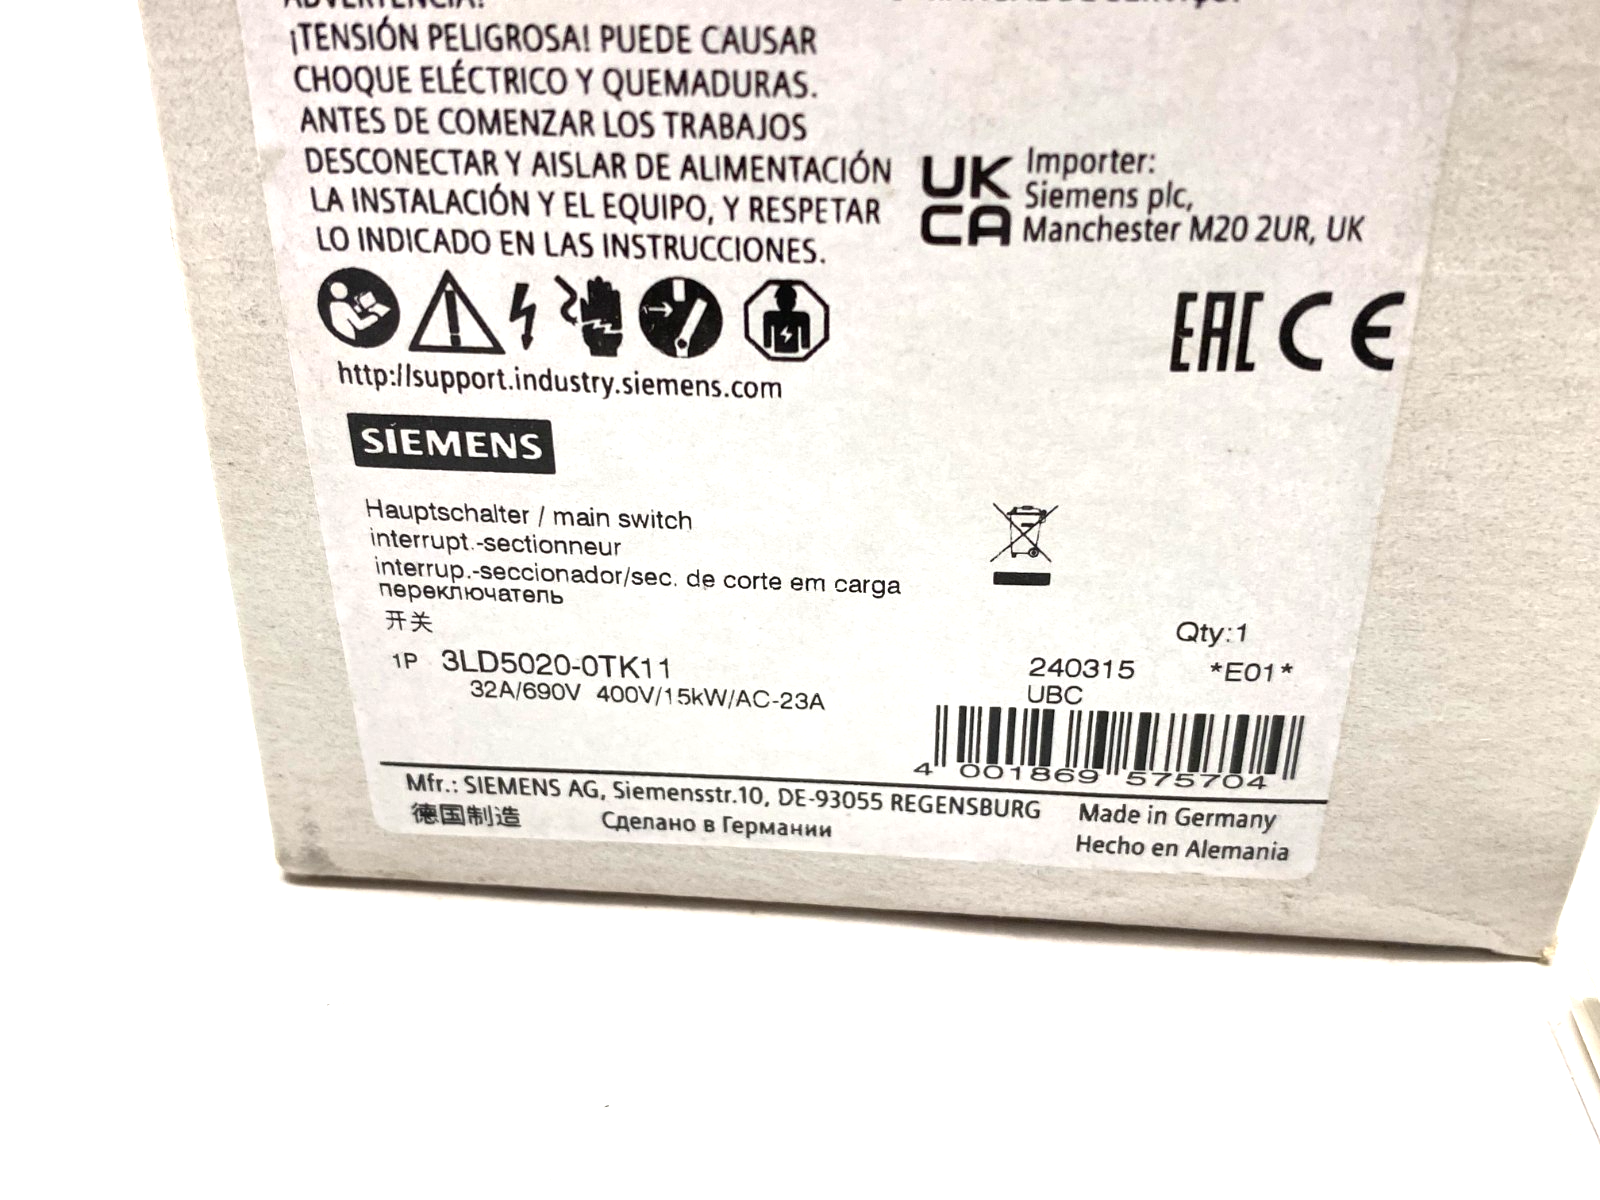 ADVERTENCIA!
¡TENSIÓN PELIGROSA! PUEDE CAUSAR
CHOQUE ELÉCTRICO Y QUEMADURAS.
ANTES DE COMENZAR LOS TRABAJOS
DESCONECTAR Y AISLAR DE ALIMENTACIÓN
LA INSTALACIÓN Y EL EQUIPO, Y RESPETAR
LO INDICADO EN LAS INSTRUCCIONES.
UK
CA
Importer:
Siemens plc,
Manchester M20 2UR, UK
EAC CE
http://support.industry.siemens.com
SIEMENS
Hauptschalter / main switch
interrupt.-sectionneur
interrup.-seccionador/sec. de corte em carga
переключатель
开关
Qty:1
1P 3LD5020-0TK11
240315 *E01*
32A/690V 400V/15kW/AC-23A
UBC
4 001869 575704
Mfr.: SIEMENS AG, Siemensstr.10, DE-93055 REGENSBURG
Made in Germany
德国制造
Сделано в Германии
Hecho en Alemania